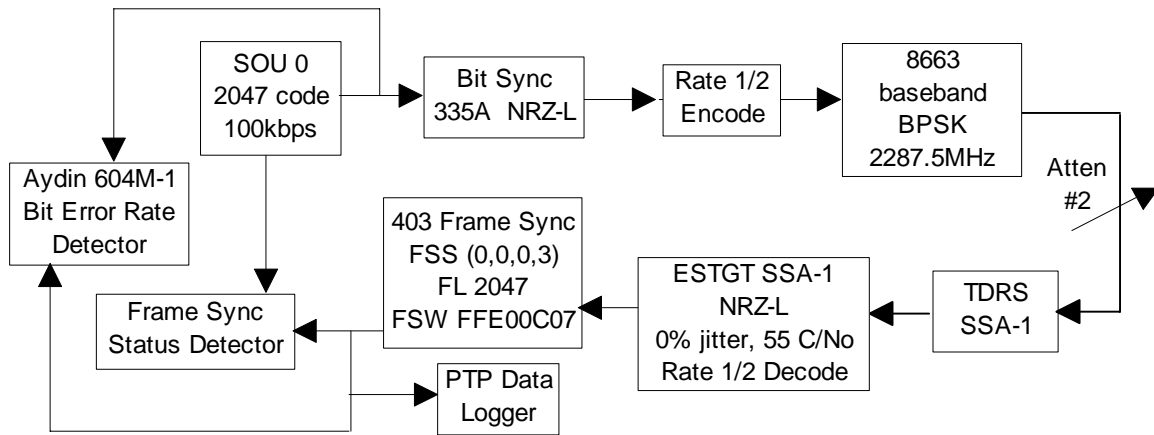 SOU 0
2047 code
100kbps
Bit Sync
335A NRZ-L
Rate 1/2
Encode
8663
baseband
BPSK
2287.5MHz
Atten
#2
Aydin 604M-1
Bit Error Rate
Detector
403 Frame Sync
FSS (0,0,0,3)
FL 2047
FSW FFE00C07
ESTGT SSA-1
NRZ-L
0% jitter, 55 C/No
Rate 1/2 Decode
TDRS
SSA-1
Frame Sync
Status Detector
PTP Data
Logger